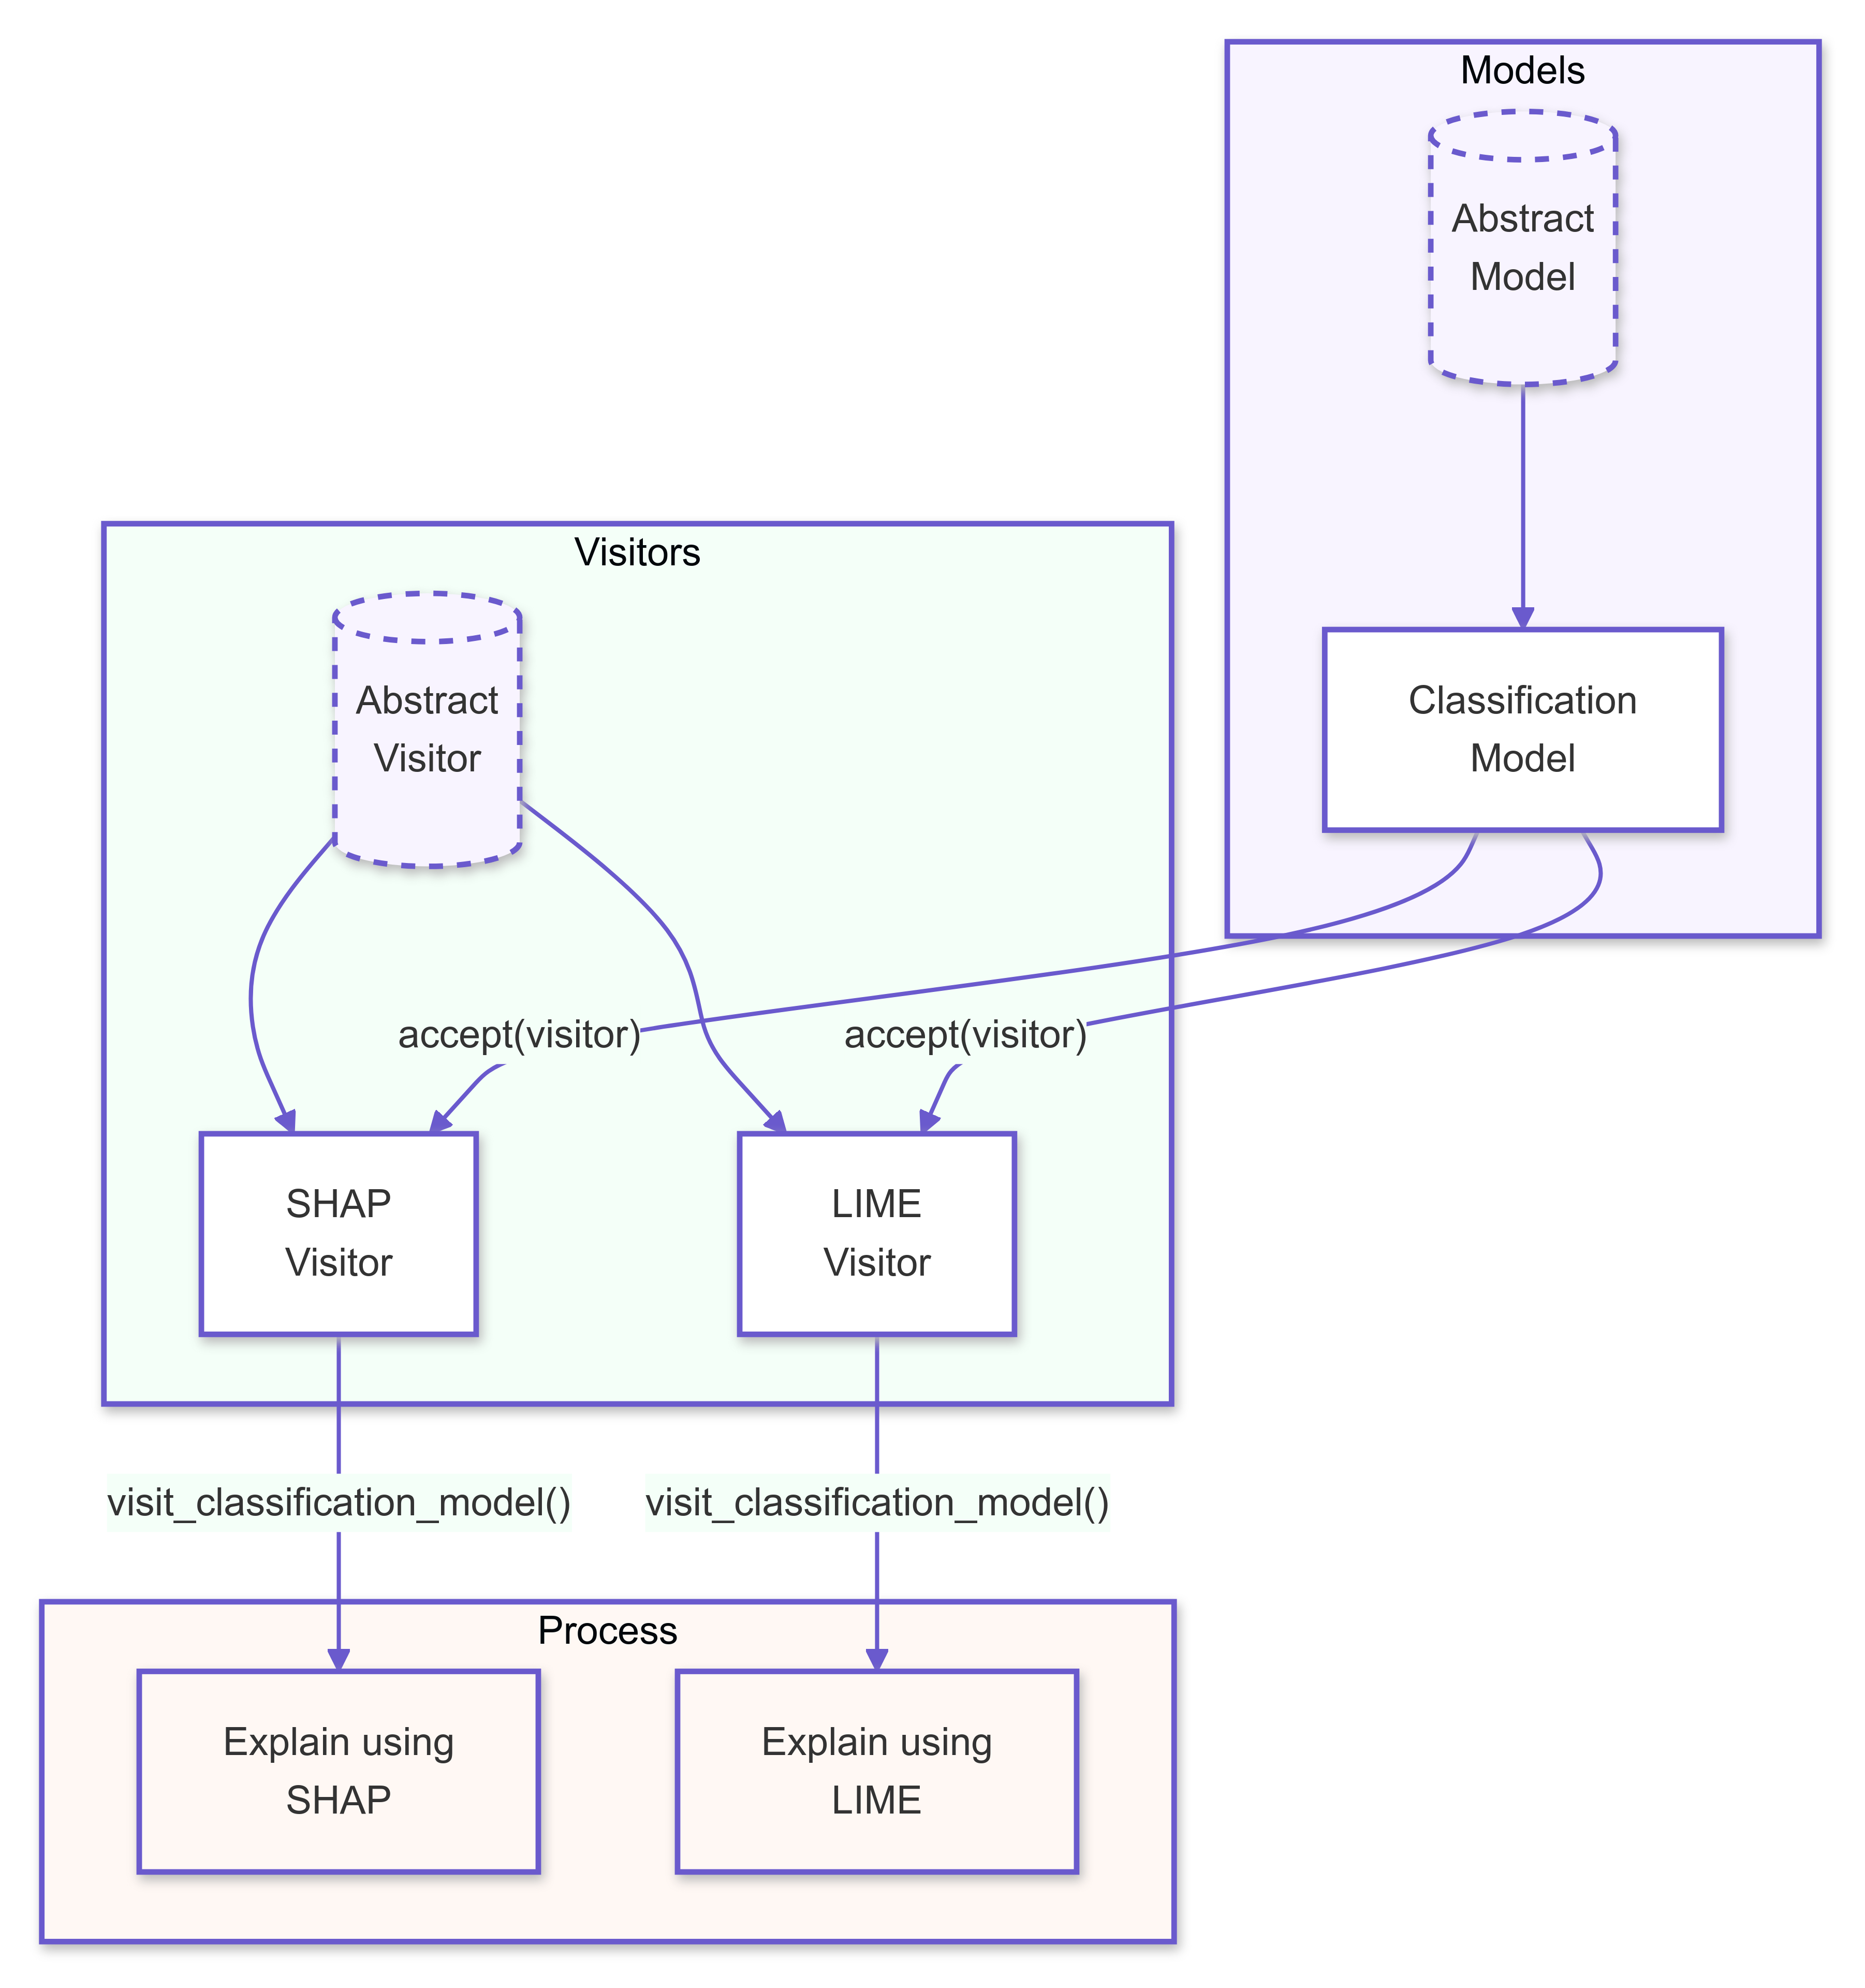 Models
Abstract
Model
Classification
Model
Visitors
Abstract
Visitor
accept(visitor)
accept(visitor)
SHAP
Visitor
LIME
Visitor
visit_classification_model()
visit_classification_model()
Process
Explain using
SHAP
Explain using
LIME